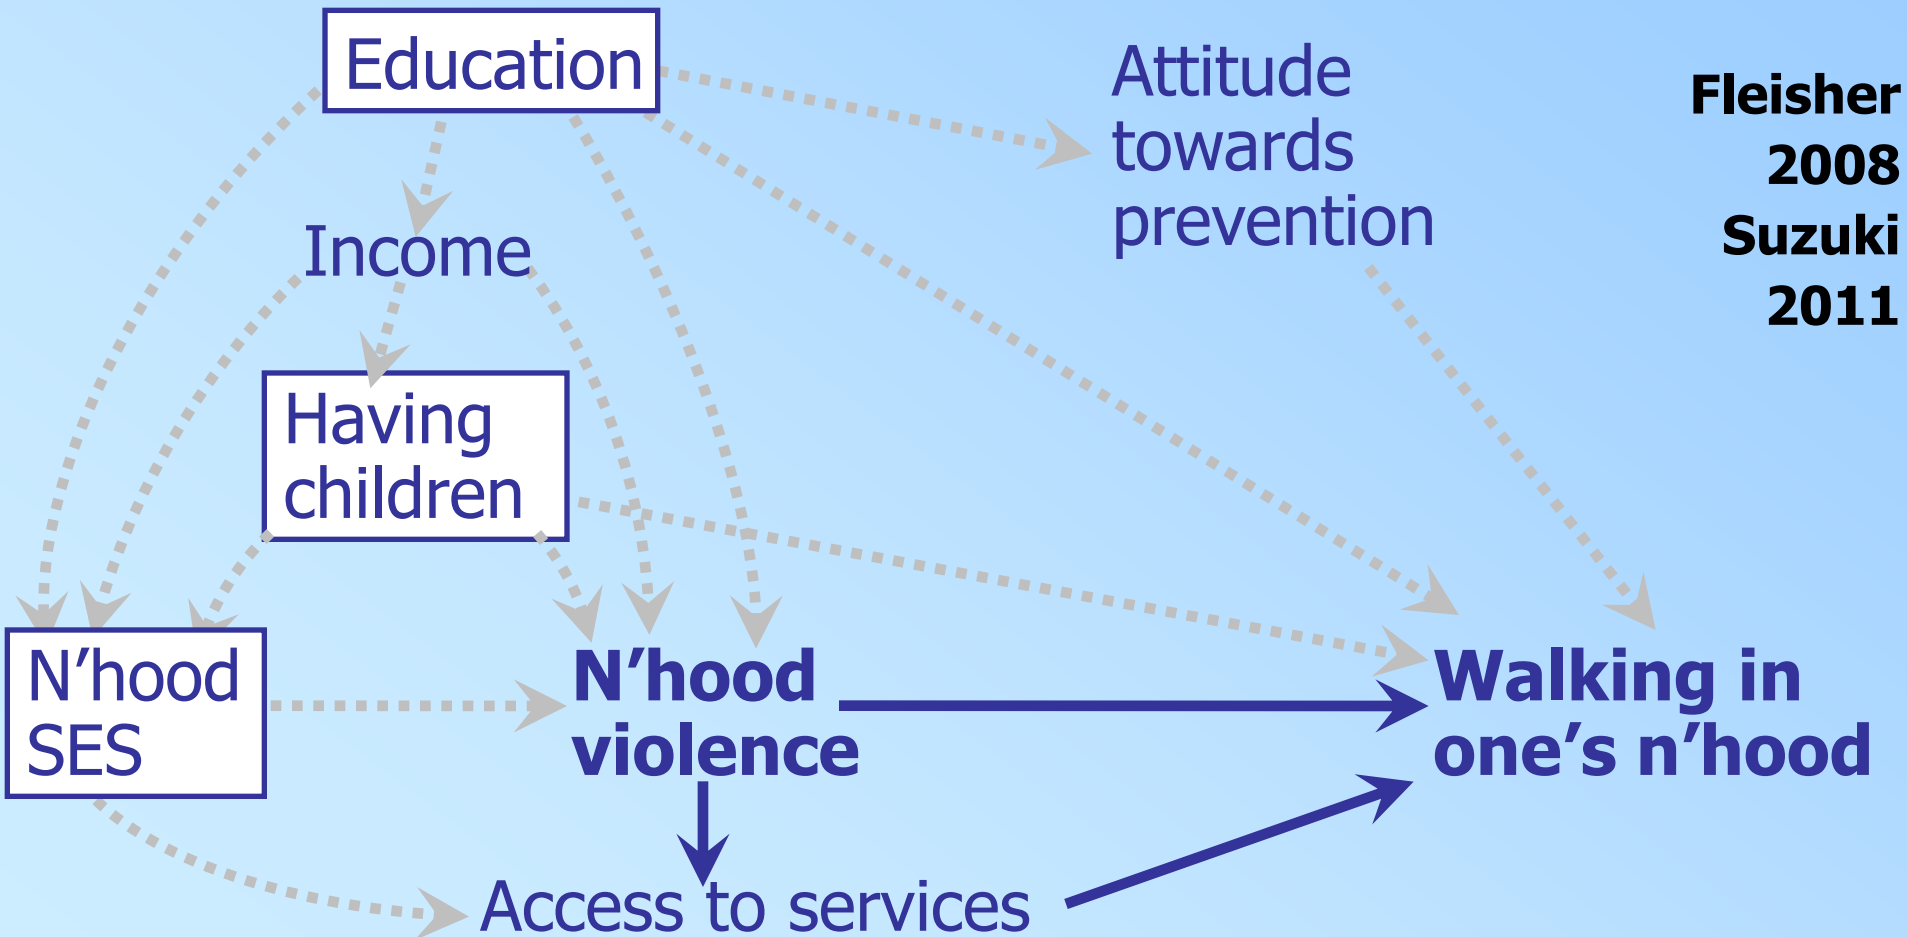 Education
Attitude
towards
prevention
Fleisher
2008
Suzuki
2011
Income
Having
children
N’hood
SES
N’hood
violence
Walking in
one’s n’hood
Access to services